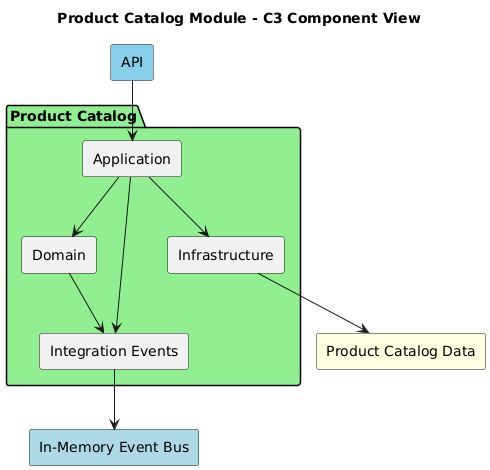 Product Catalog Module - C3 Component View
API
Product Catalog
Application
Domain
Infrastructure
Integration Events
Product Catalog Data
In-Memory Event Bus